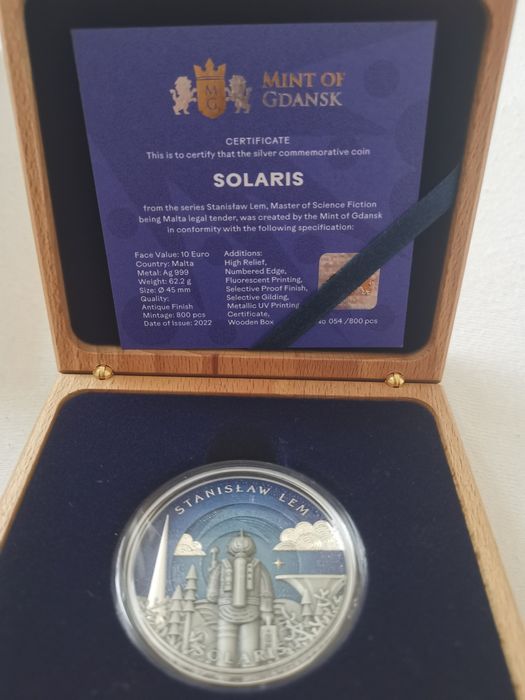 MG
MINT OF
GDAŃSK
CERTIFICATE
This is to certify that the silver commemorative coin
SOLARIS
from the series Stanisław Lem, Master of Science Fiction
being Malta legal tender, was created by the Mint of Gdansk
in conformity with the following specification:
Face Value: 10 Euro
Country: Malta
Metal: Ag 999
Weight: 62.2 g
Size: Ø 45 mm
Quality:
Antique Finish
Mintage: 800 pcs
Date of Issue: 2022
Additions:
High Relief,
Numbered Edge,
Fluorescent Printing,
Selective Proof Finish,
Selective Gilding,
Metallic UV Printing
Certificate,
Wooden Box
No 054 /800 pcs
STANISŁAW LEM
SOLARIS